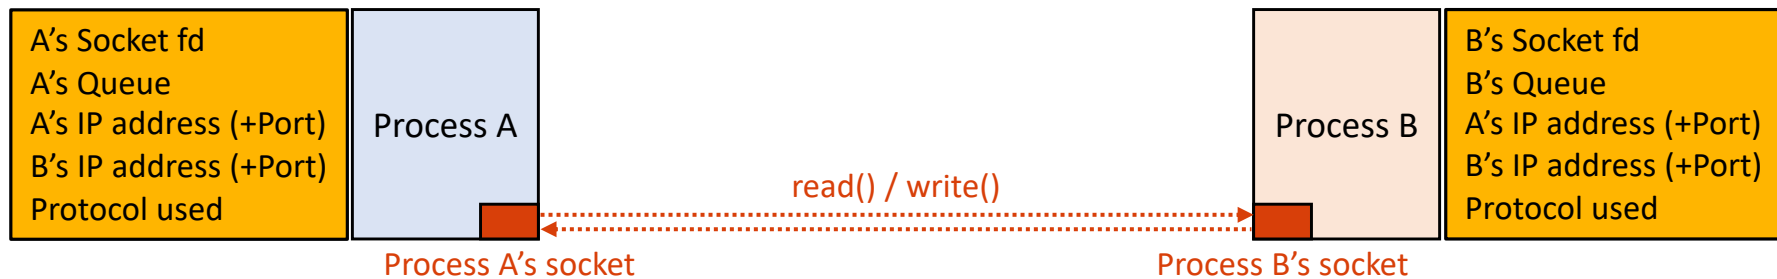 A’s Socket fd
A’s Queue
A’s IP address (+Port)
B’s IP address (+Port)
Protocol used
Process A
read() / write()
Process A’s socket
Process B
Process B’s socket
B’s Socket fd
B’s Queue
A’s IP address (+Port)
B’s IP address (+Port)
Protocol used